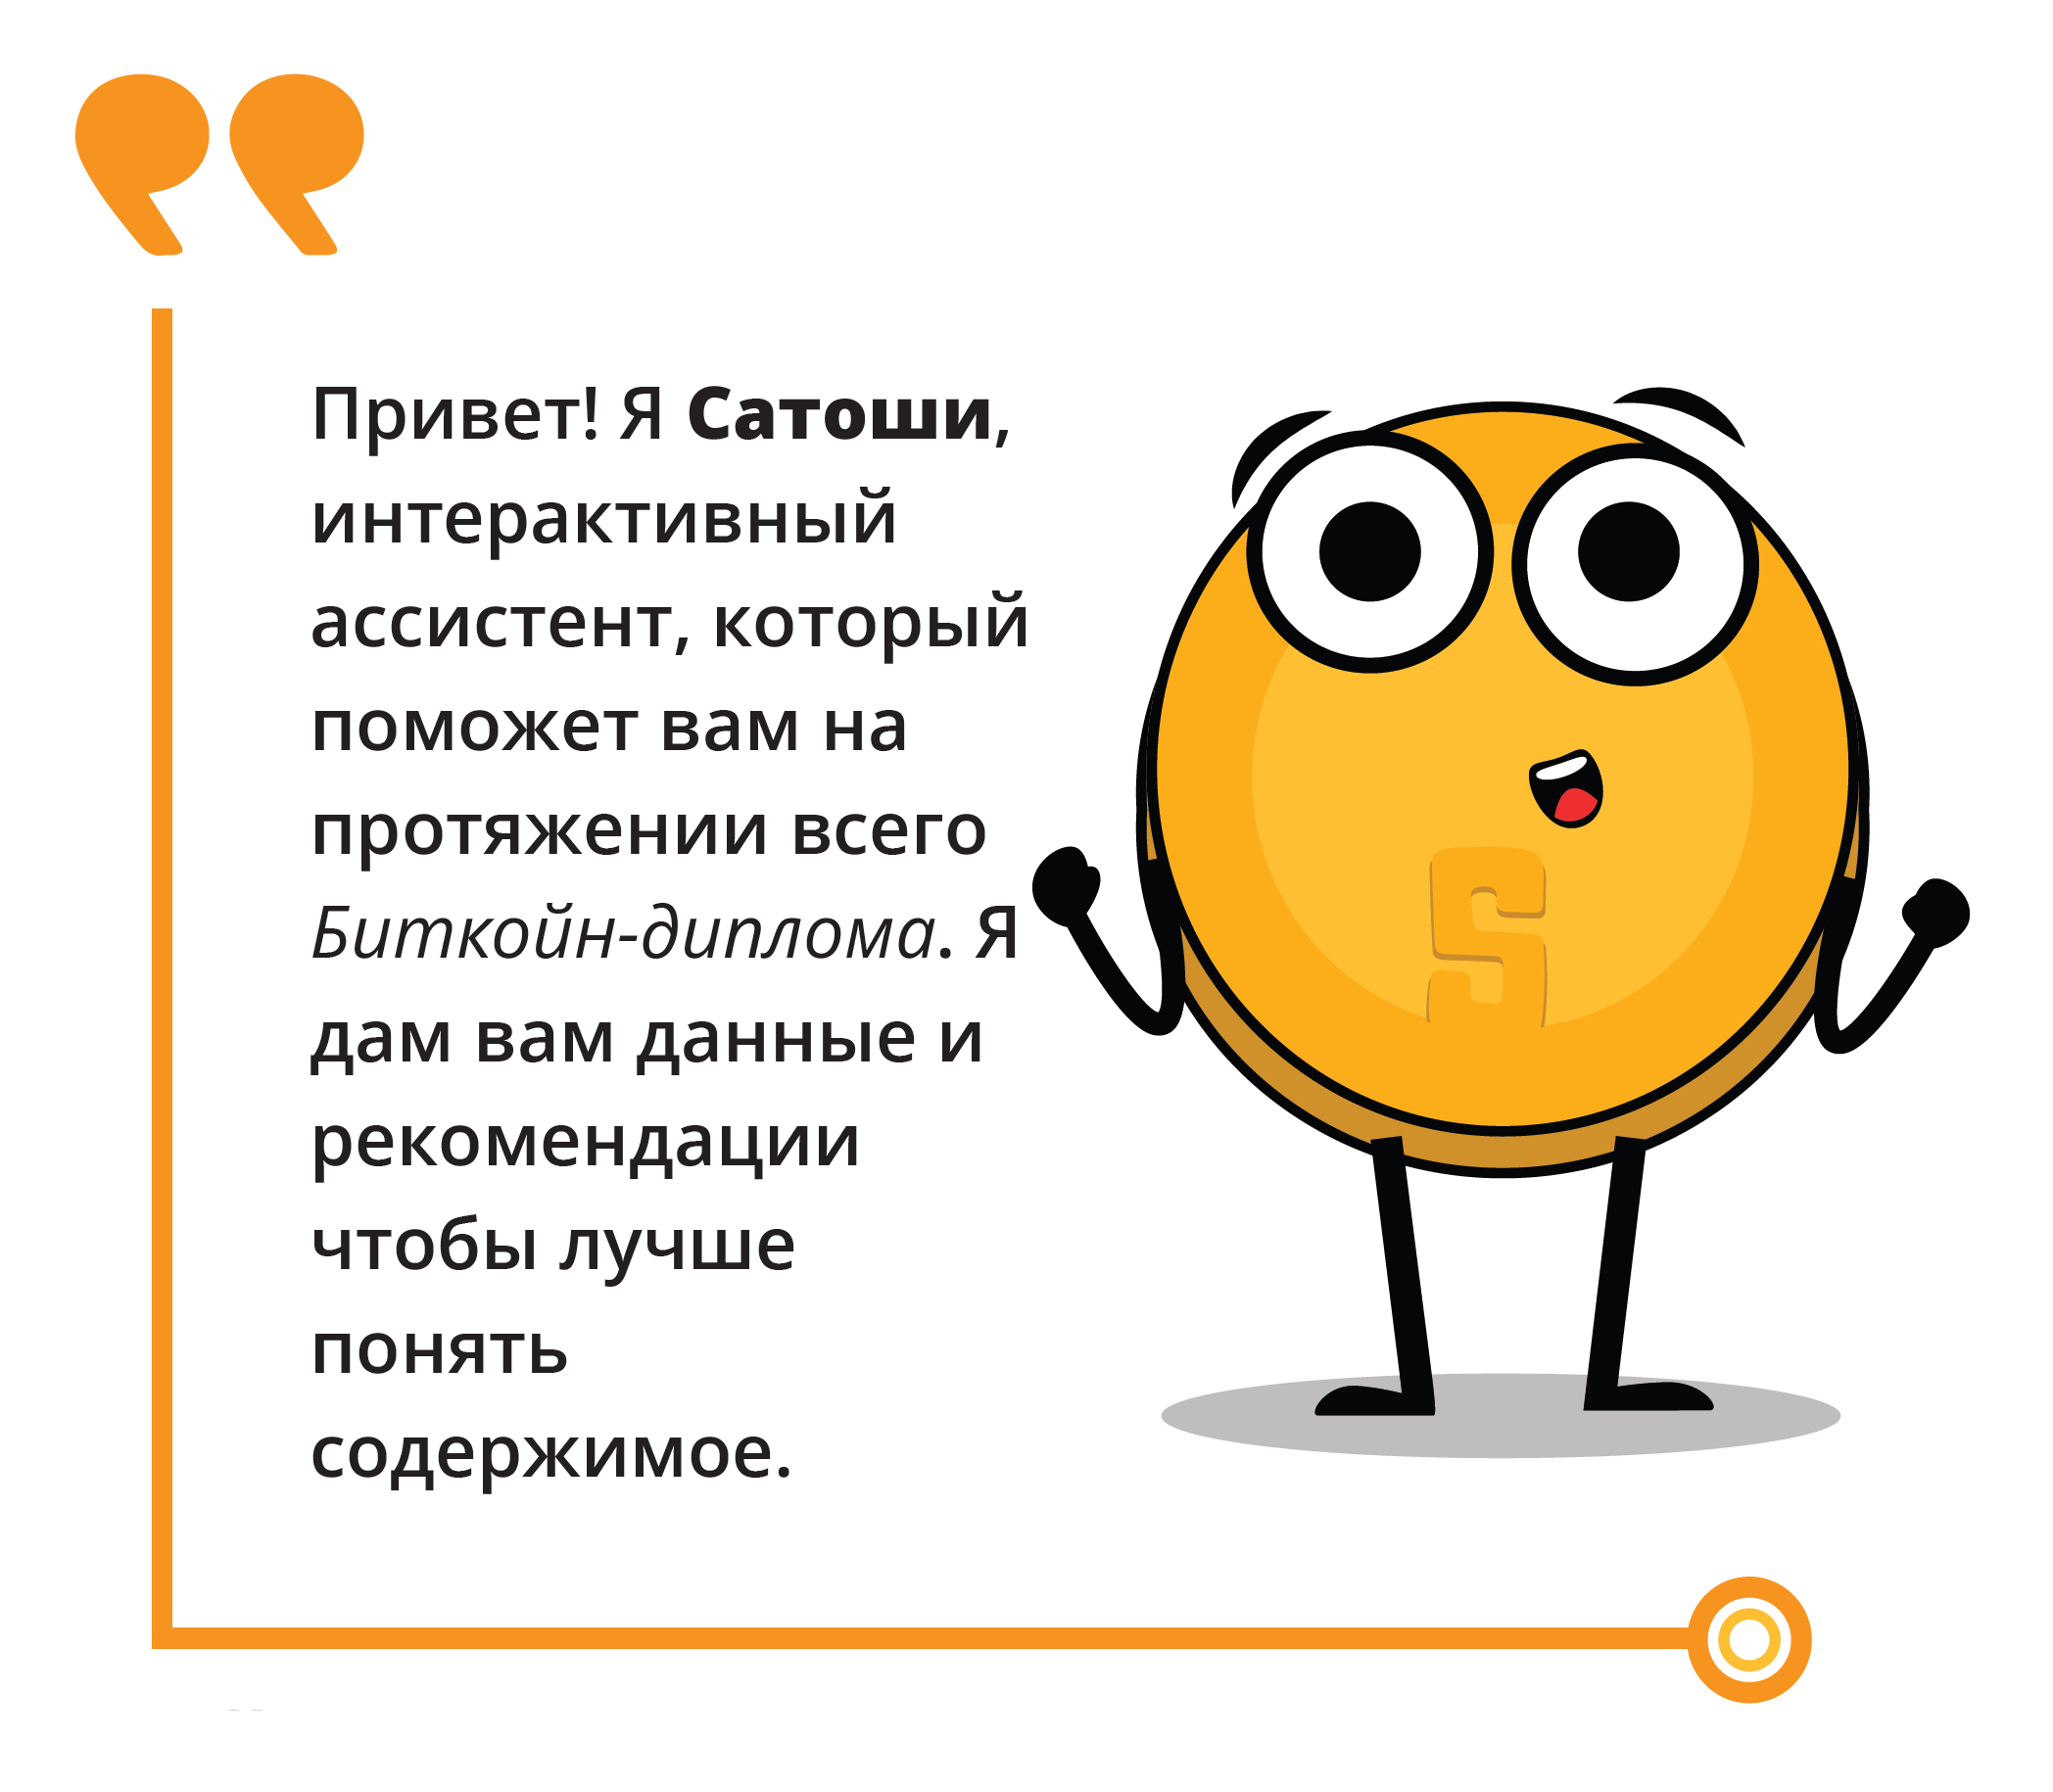 Привет! Я Сатоши,
интерактивный
ассистент, который
поможет вам на
протяжении всего
Биткойн-диплома. Я
дам вам данные и
рекомендации
чтобы лучше
понять
содержимое.